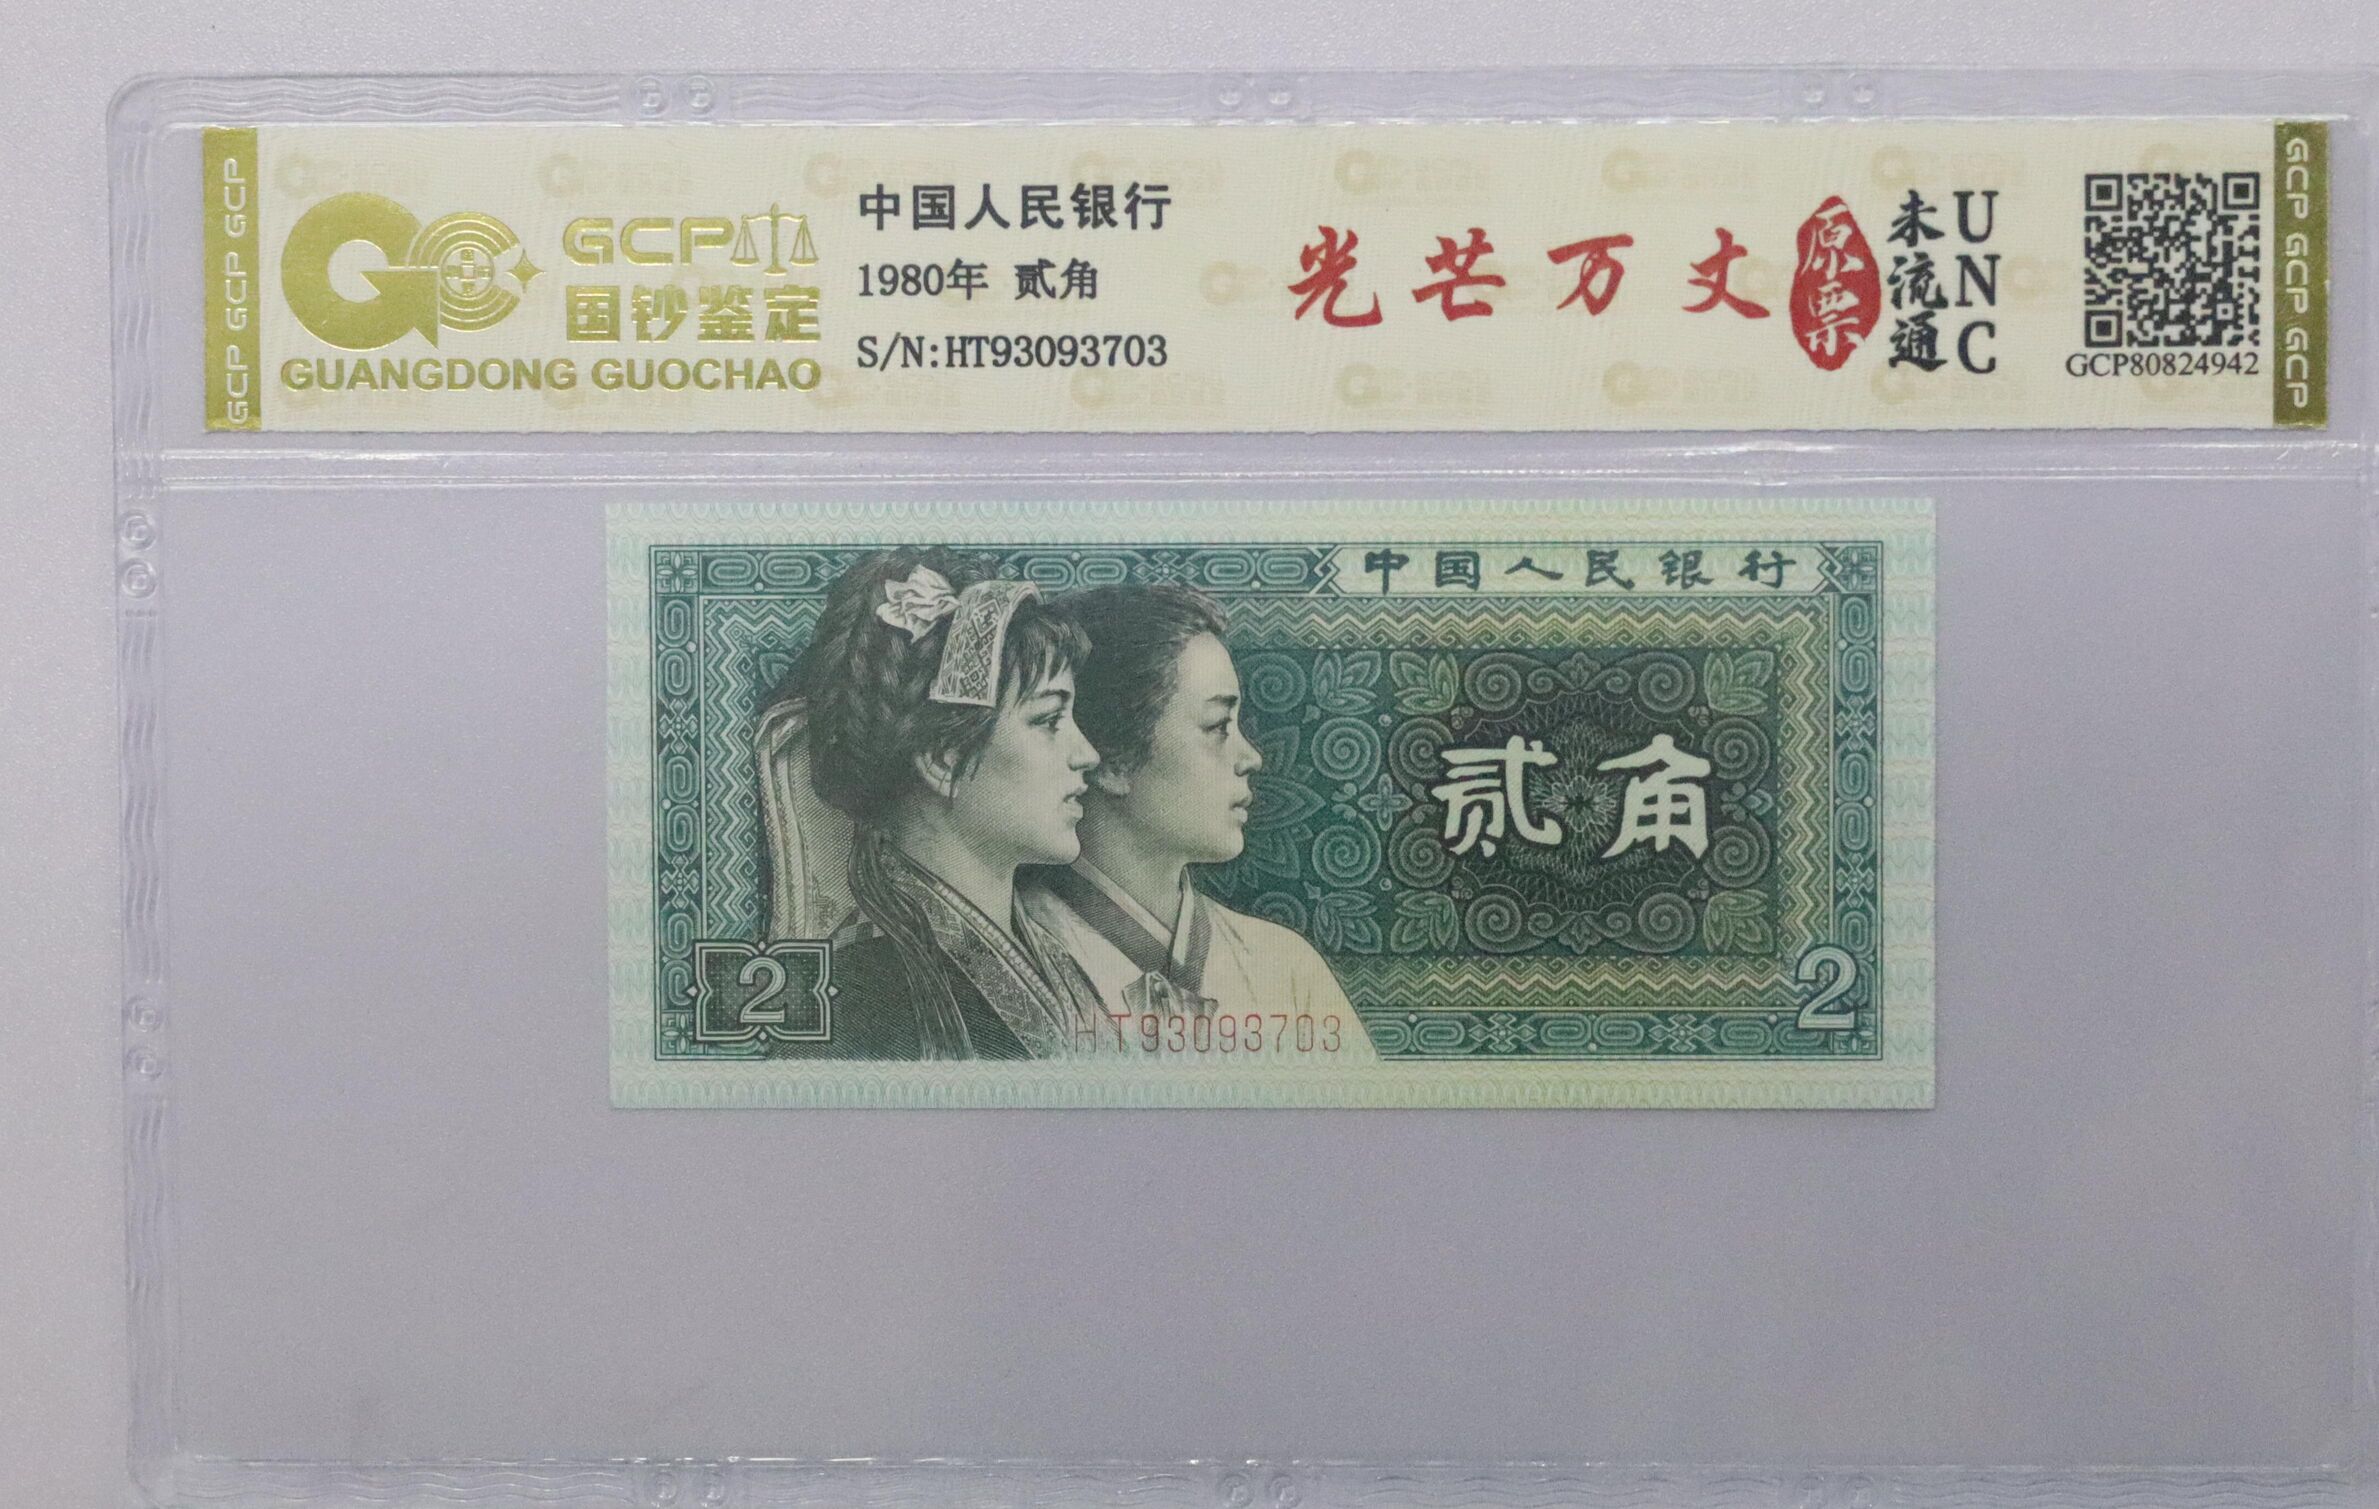 GCP GCP GCP
GCP
国钞鉴定
GUANGDONG GUOCHAO
中国人民银行
1980年 贰角
S/N:HT93093703
光芒万丈
原票
未流通
UNC
GCP80824942
GCP GCP GCP
中国人民银行
贰角
2
2
HT93093703